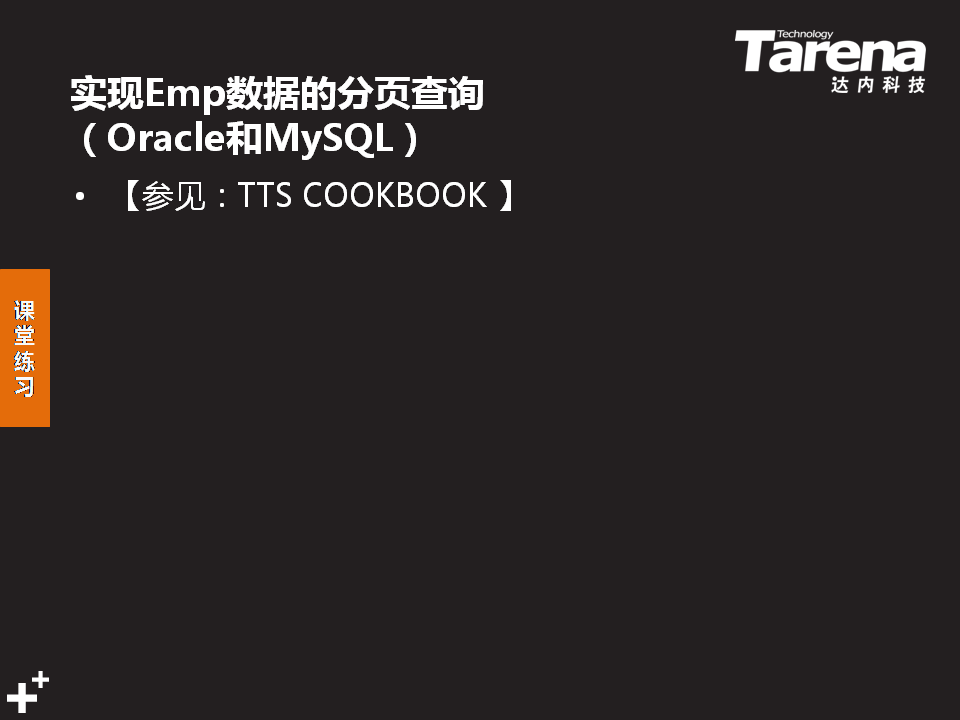 Technology
Tarena
达内科技
实现Emp数据的分页查询
（Oracle和MySQL）
• 【参见：TTS COOKBOOK 】
课
堂
练
习